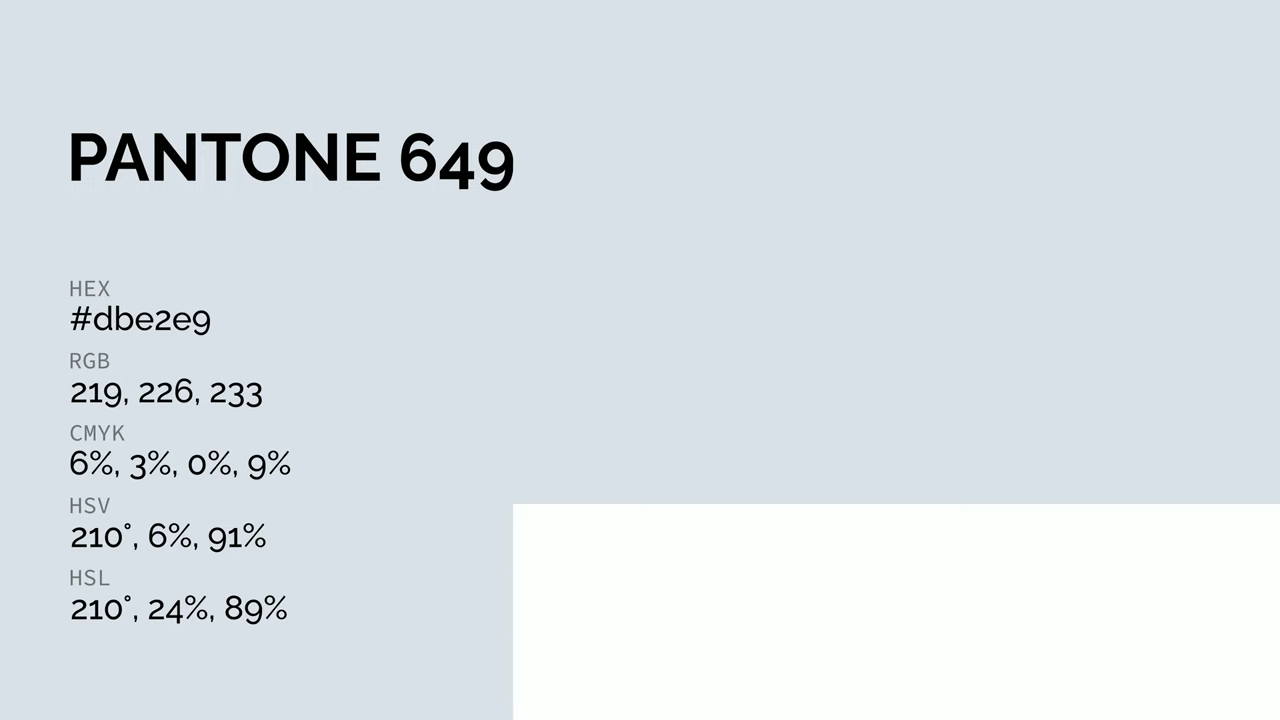 PANTONE 649
HEX
#dbe2e9
RGB
219, 226, 233
CMYK
6%, 3%, 0%, 9%
HSV
210°, 6%, 91%
HSL
210°, 24%, 89%